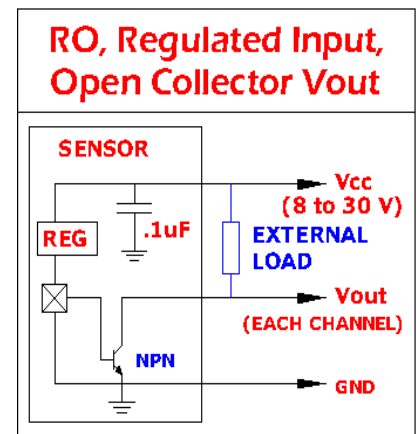 RO, Regulated Input,
Open Collector Vout
SENSOR
Vcc
(8 to 30 V)
.1uF
REG
EXTERNAL
LOAD
Vout
(EACH CHANNEL)
NPN
GND